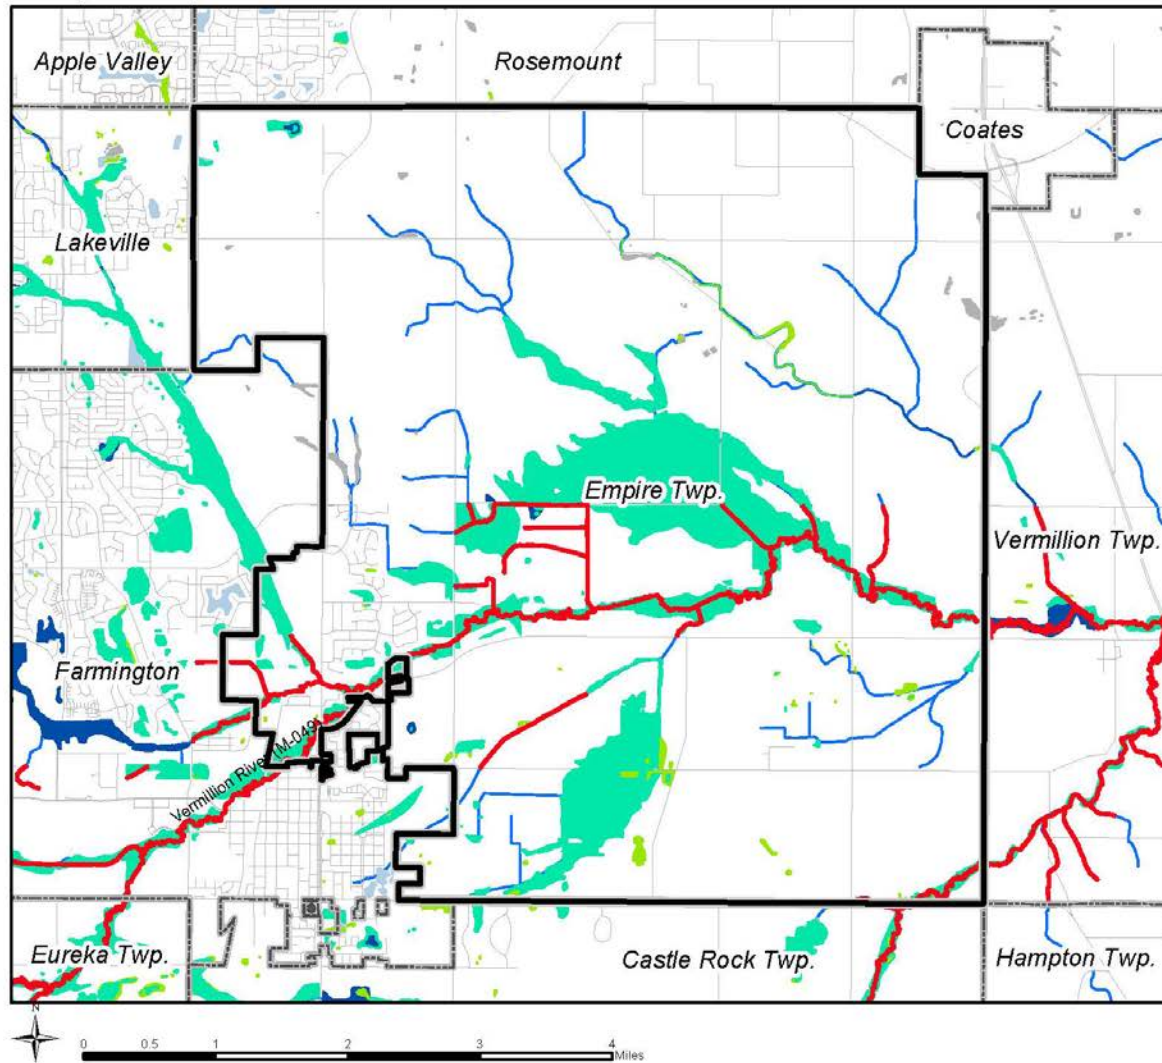 Apple Valley
Rosemount
Coates
Lakeville
Empire Twp.
Vermillion Twp.
Farmington
Vermillion River (M-049)
Eureka Twp.
Castle Rock Twp.
Hampton Twp.
N
0 0.5 1 2 3 4
Miles